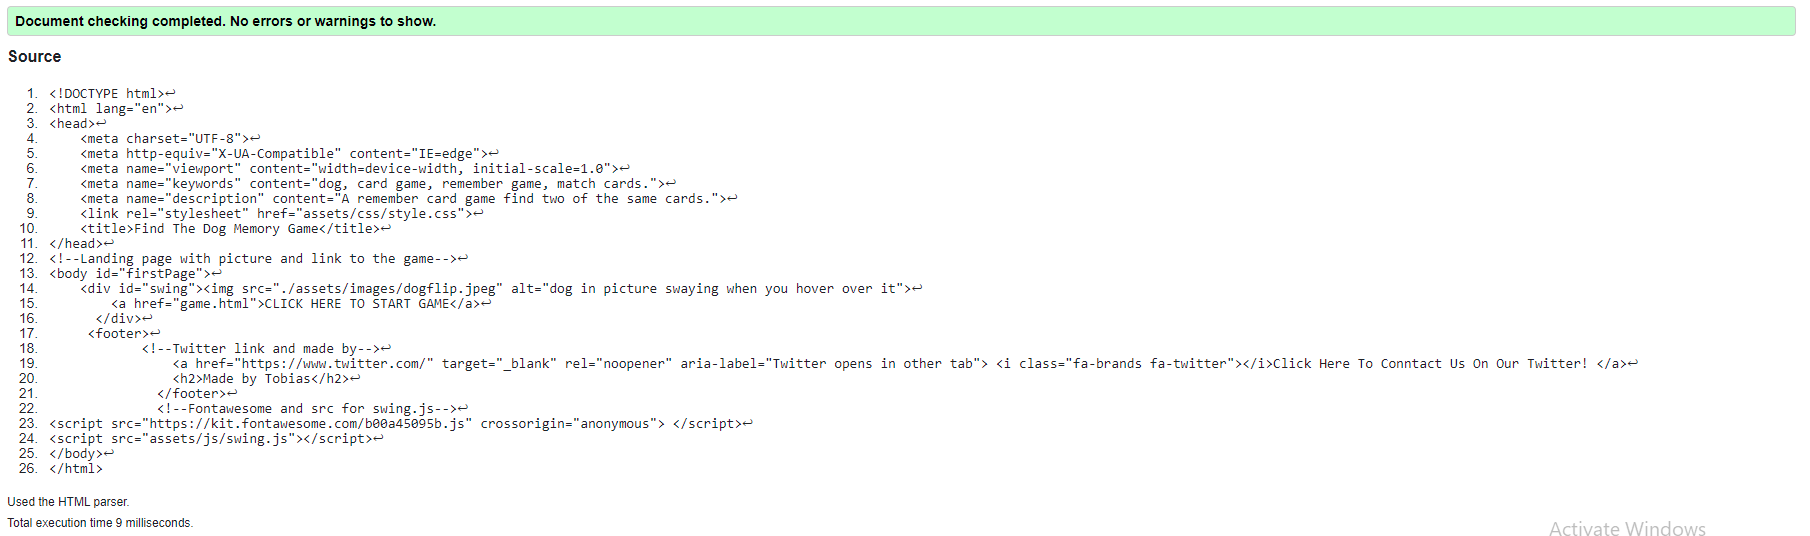 Document checking completed. No errors or warnings to show.
Source
1. <!DOCTYPE html>↩
2. <html lang="en">↩
3. <head>↩
4.     <meta charset="UTF-8">↩
5.     <meta http-equiv="X-UA-Compatible" content="IE=edge">↩
6.     <meta name="viewport" content="width=device-width, initial-scale=1.0">↩
7.     <meta name="keywords" content="dog, card game, remember game, match cards.">↩
8.     <meta name="description" content="A remember card game find two of the same cards.">↩
9.     <link rel="stylesheet" href="assets/css/style.css">↩
10.     <title>Find The Dog Memory Game</title>↩
11. </head>↩
12. <!--Landing page with picture and link to the game-->↩
13. <body id="firstPage">↩
14.     <div id="swing"><img src="./assets/images/dogflip.jpeg" alt="dog in picture swaying when you hover over it">↩
15.         <a href="game.html">CLICK HERE TO START GAME</a>↩
16.       </div>↩
17.      <footer>↩
18.             <!--Twitter link and made by-->↩
19.                 <a href="https://www.twitter.com/" target="_blank" rel="noopener" aria-label="Twitter opens in other tab"> <i class="fa-brands fa-twitter"></i>Click Here To Conntact Us On Our Twitter! </a>↩
20.                 <h2>Made by Tobias</h2>↩
21.               </footer>↩
22.               <!--Fontawesome and src for swing.js-->↩
23. <script src="https://kit.fontawesome.com/b00a45095b.js" crossorigin="anonymous"> </script>↩
24. <script src="assets/js/swing.js"></script>↩
25. </body>↩
26. </html>
Used the HTML parser.
Total execution time 9 milliseconds.
Activate Windows